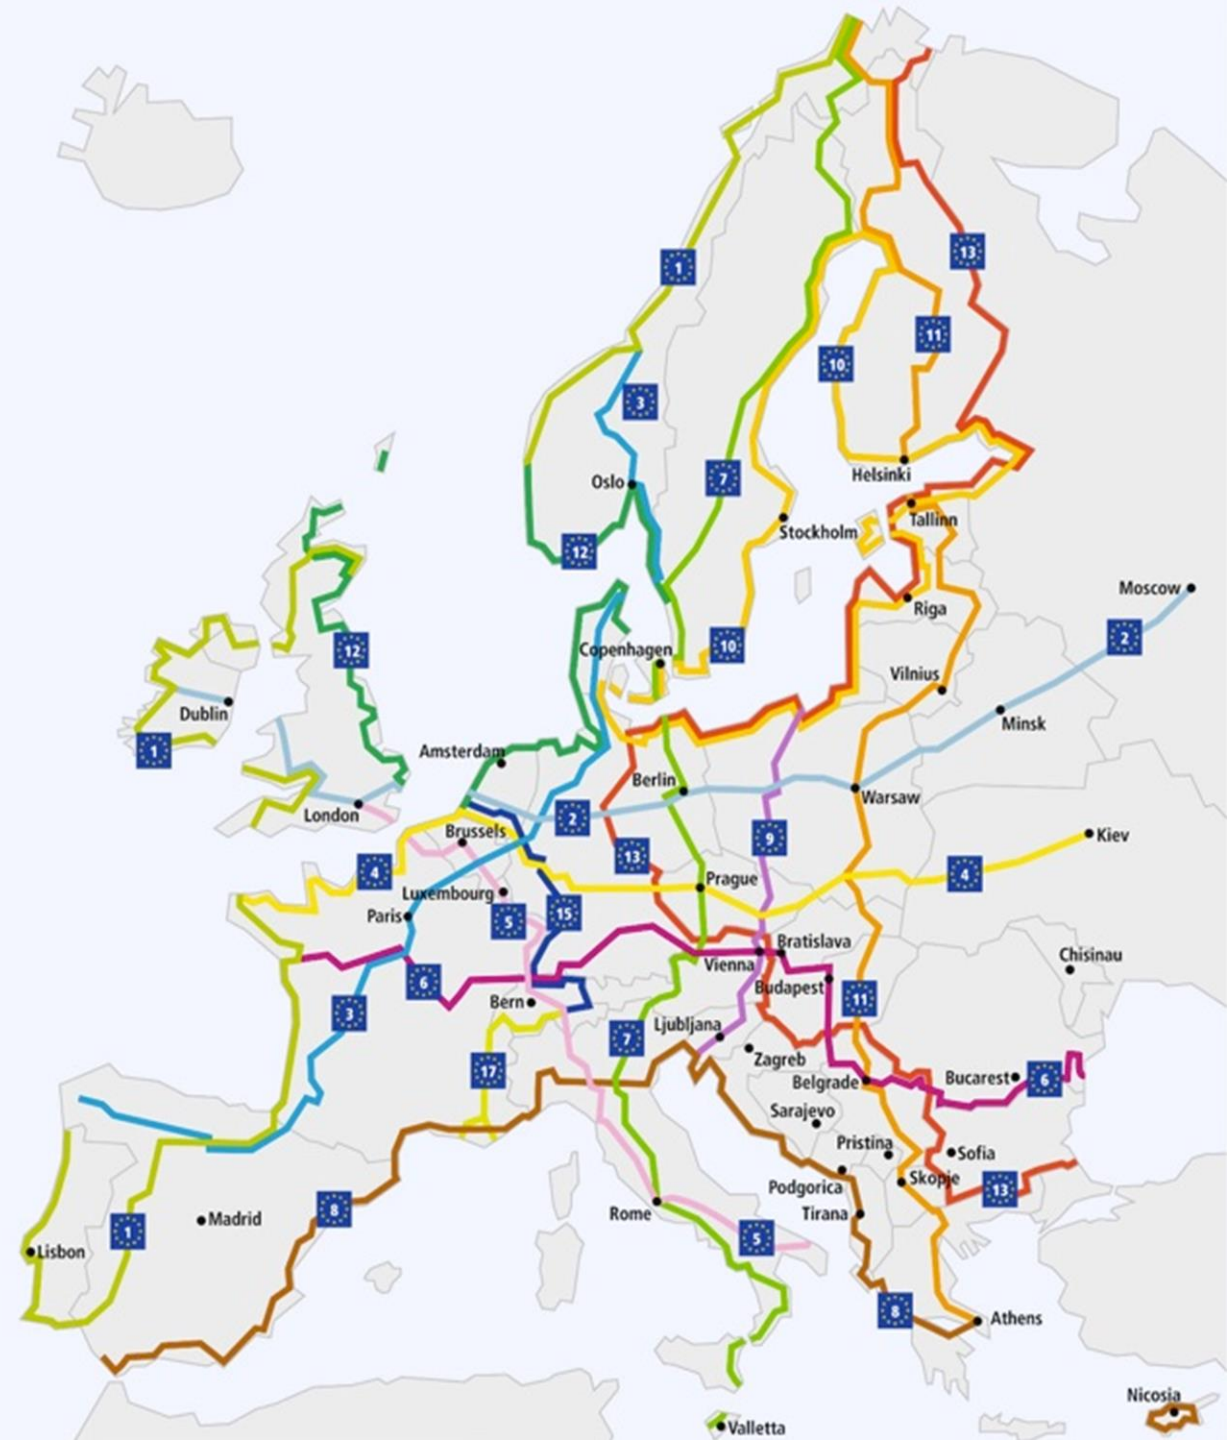 1
13
11
10
3
Helsinki
7
Oslo
Tallinn
Stockholm
12
Moscow
Riga
2
12
10
Copenhagen
Vilnius
Dublin
Minsk
1
Amsterdam
Berlin
Warsaw
London
2
Brussels
9
Kiev
13
4
4
Prague
Luxembourg
Paris
5
15
Bratislava
Vienna
Chisinau
6
Budapest
11
Bern
3
Ljubljana
7
Zagreb
17
Belgrade
Bucarest
6
Sarajevo
Pristina
Sofia
Skopje
Podgorica
13
8
Madrid
Rome
Tirana
1
5
Lisbon
8
Athens
Nicosia
Valletta